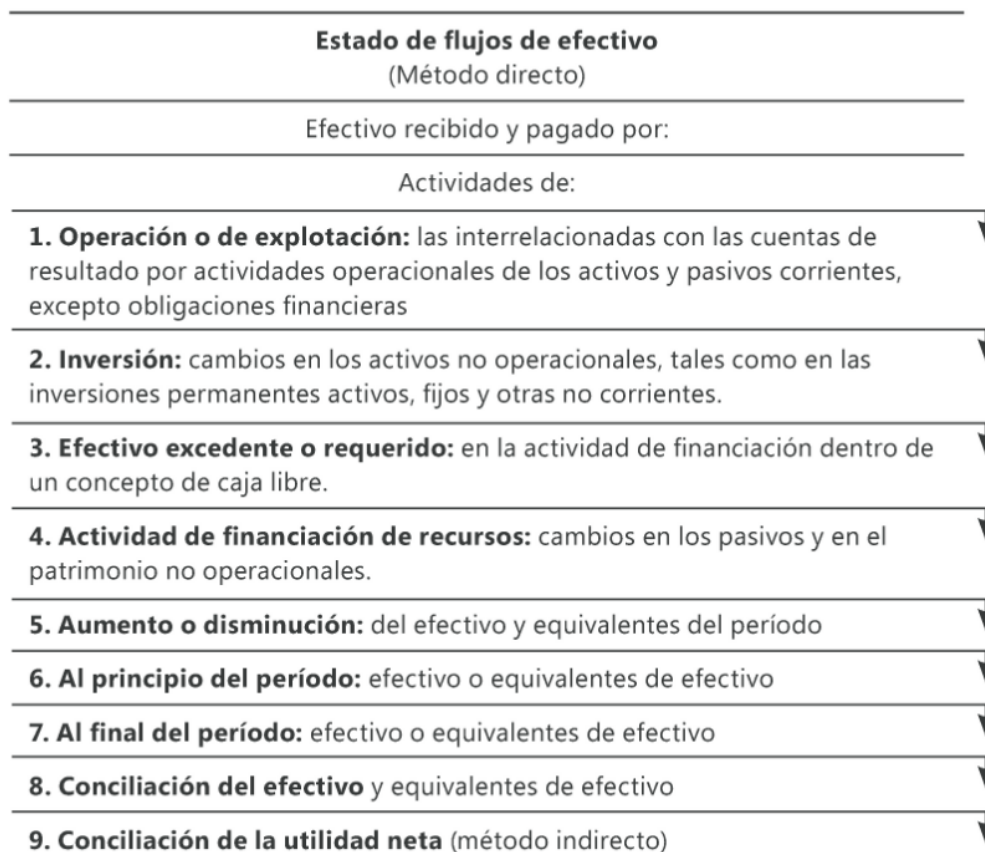 Estado de flujos de efectivo
(Método directo)
Efectivo recibido y pagado por:
Actividades de:
1. Operación o de explotación: las interrelacionadas con las cuentas de
resultado por actividades operacionales de los activos y pasivos corrientes,
excepto obligaciones financieras
2. Inversión: cambios en los activos no operacionales, tales como en las
inversiones permanentes activos, fijos y otras no corrientes.
3. Efectivo excedente o requerido: en la actividad de financiación dentro de
un concepto de caja libre.
4. Actividad de financiación de recursos: cambios en los pasivos y en el
patrimonio no operacionales.
5. Aumento o disminución: del efectivo y equivalentes del período
6. Al principio del período: efectivo o equivalentes de efectivo
7. Al final del período: efectivo o equivalentes de efectivo
8. Conciliación del efectivo y equivalentes de efectivo
9. Conciliación de la utilidad neta (método indirecto)